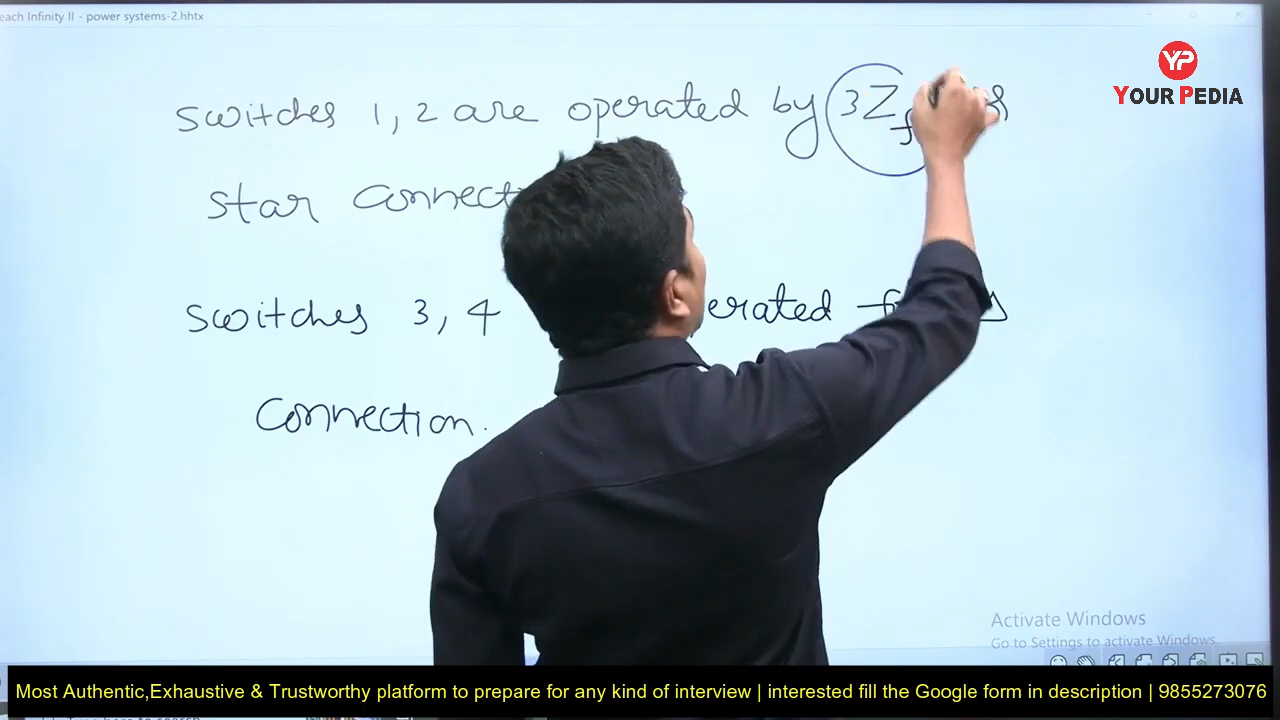 each Infinity II - power systems-2.hhtx
YP
YOUR PEDIA
switches 1, 2 are operated by 3Zf
star connect
switches 3, 4 erated f
connection.
Activate Windows
Go to Settings to activate Windows.
Most Authentic,Exhaustive & Trustworthy platform to prepare for any kind of interview | interested fill the Google form in description | 9855273076